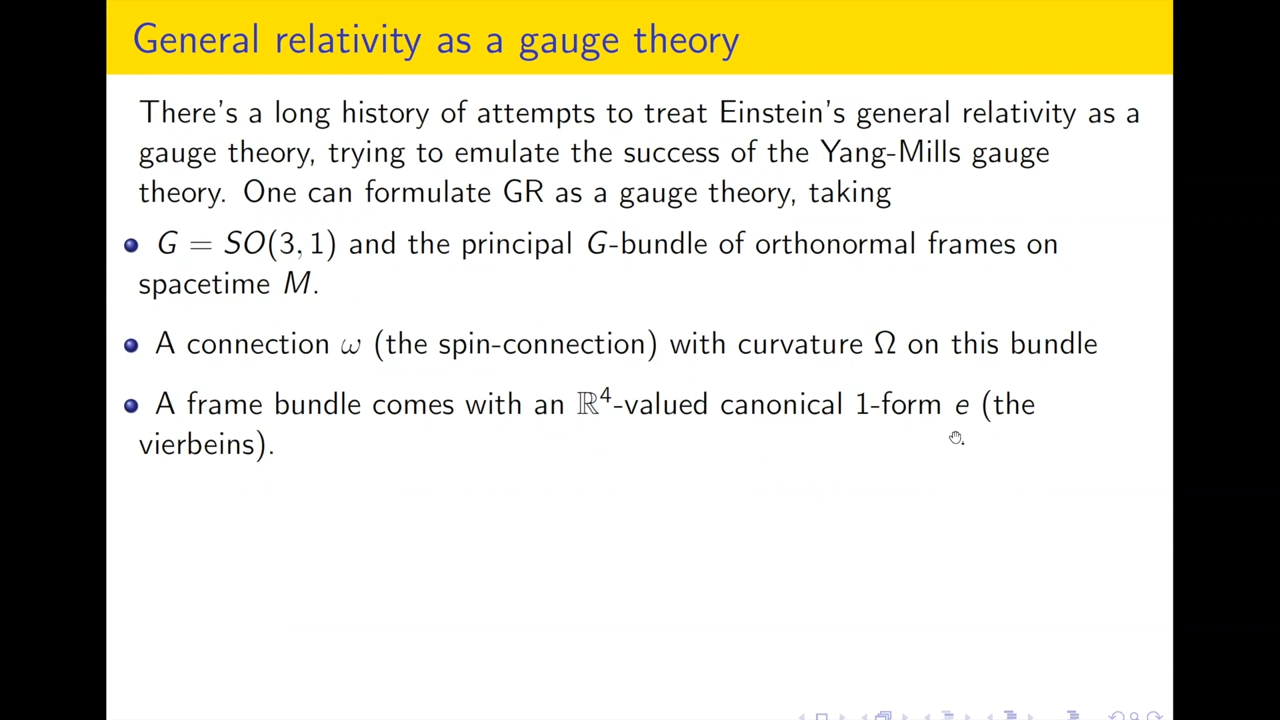 General relativity as a gauge theory
There's a long history of attempts to treat Einstein's general relativity as a
gauge theory, trying to emulate the success of the Yang-Mills gauge
theory. One can formulate GR as a gauge theory, taking
G = SO(3, 1) and the principal G-bundle of orthonormal frames on
spacetime M.
A connection ω (the spin-connection) with curvature Ω on this bundle
A frame bundle comes with an ℝ⁴-valued canonical 1-form e (the
vierbeins).